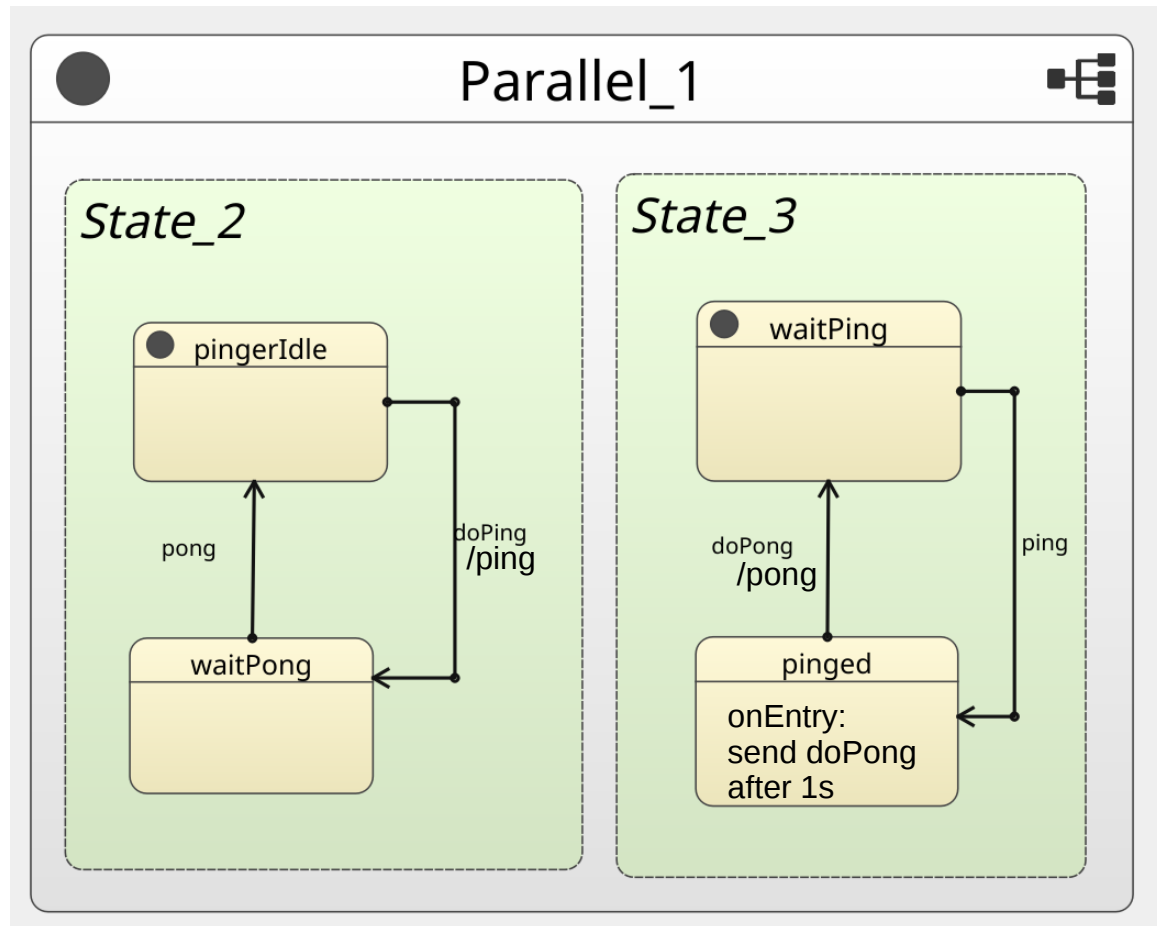 Parallel_1
State_2
pingerIdle
doPing
/ping
pong
waitPong
State_3
waitPing
ping
doPong
/pong
pinged
onEntry:
send doPong
after 1s